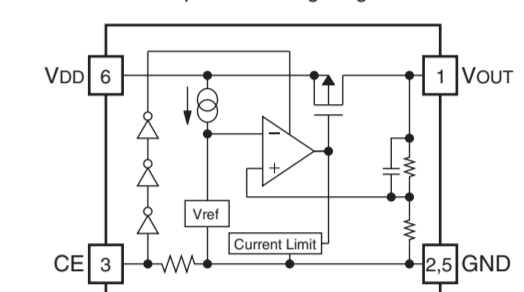 VDD 6
1 VOUT
−
+
Vref
Current Limit
CE 3
2,5 GND